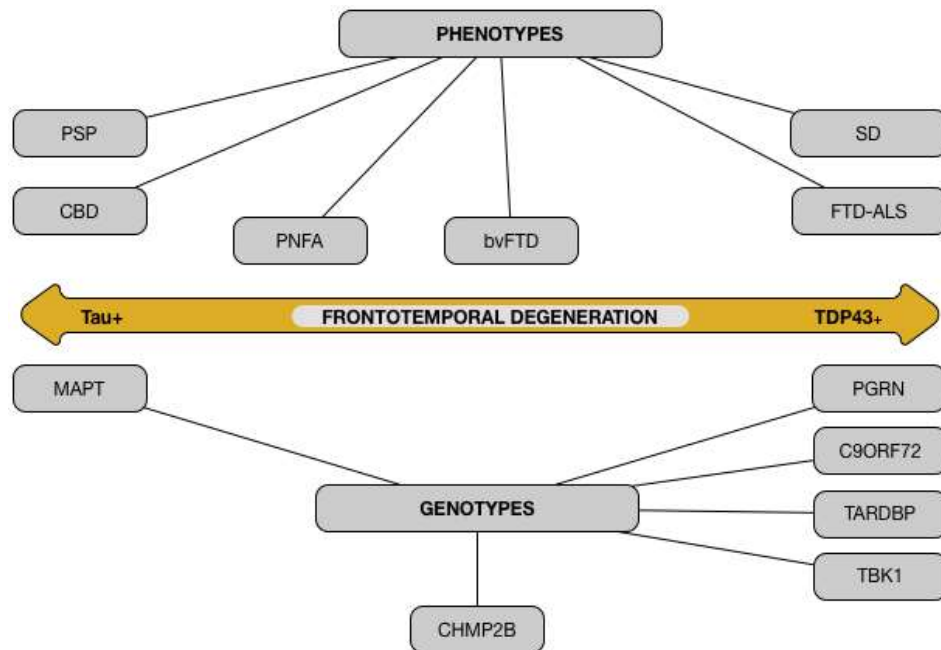 PHENOTYPES
PSP
SD
CBD
FTD-ALS
PNFA
bvFTD
Tau+
FRONTOTEMPORAL DEGENERATION
TDP43+
MAPT
PGRN
C9ORF72
GENOTYPES
TARDBP
TBK1
CHMP2B